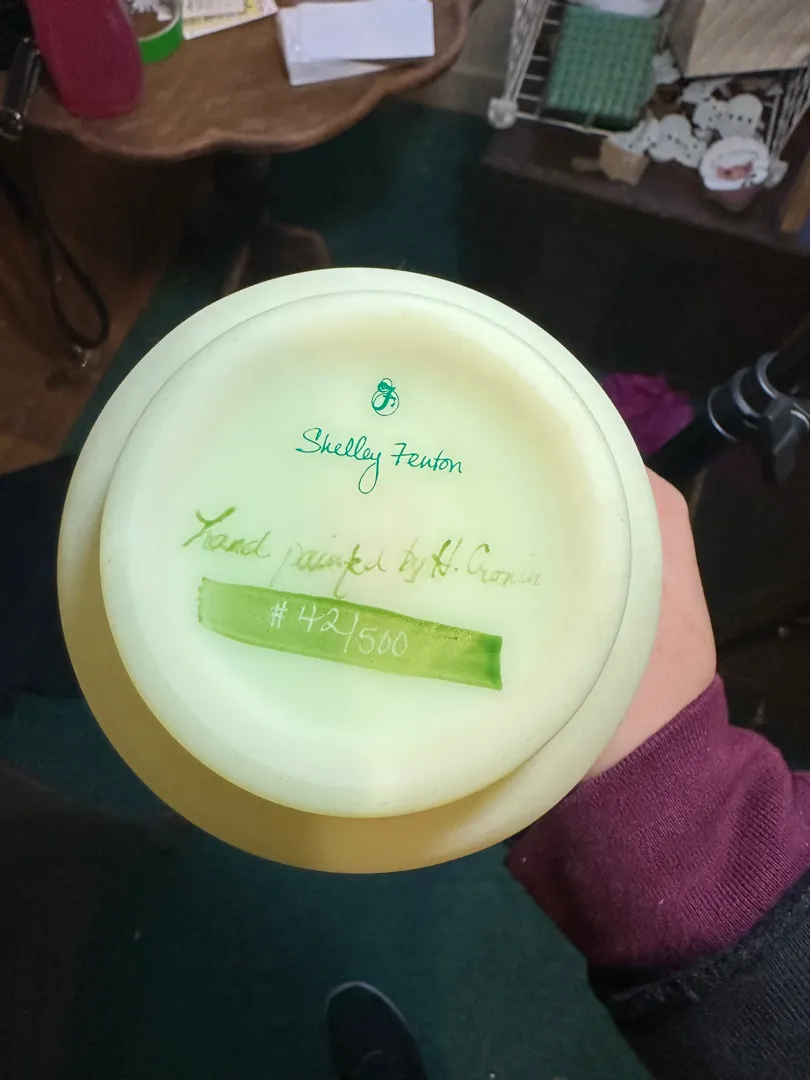 F
Shelley Fenton
hand painted by H. Cronin
#42/500